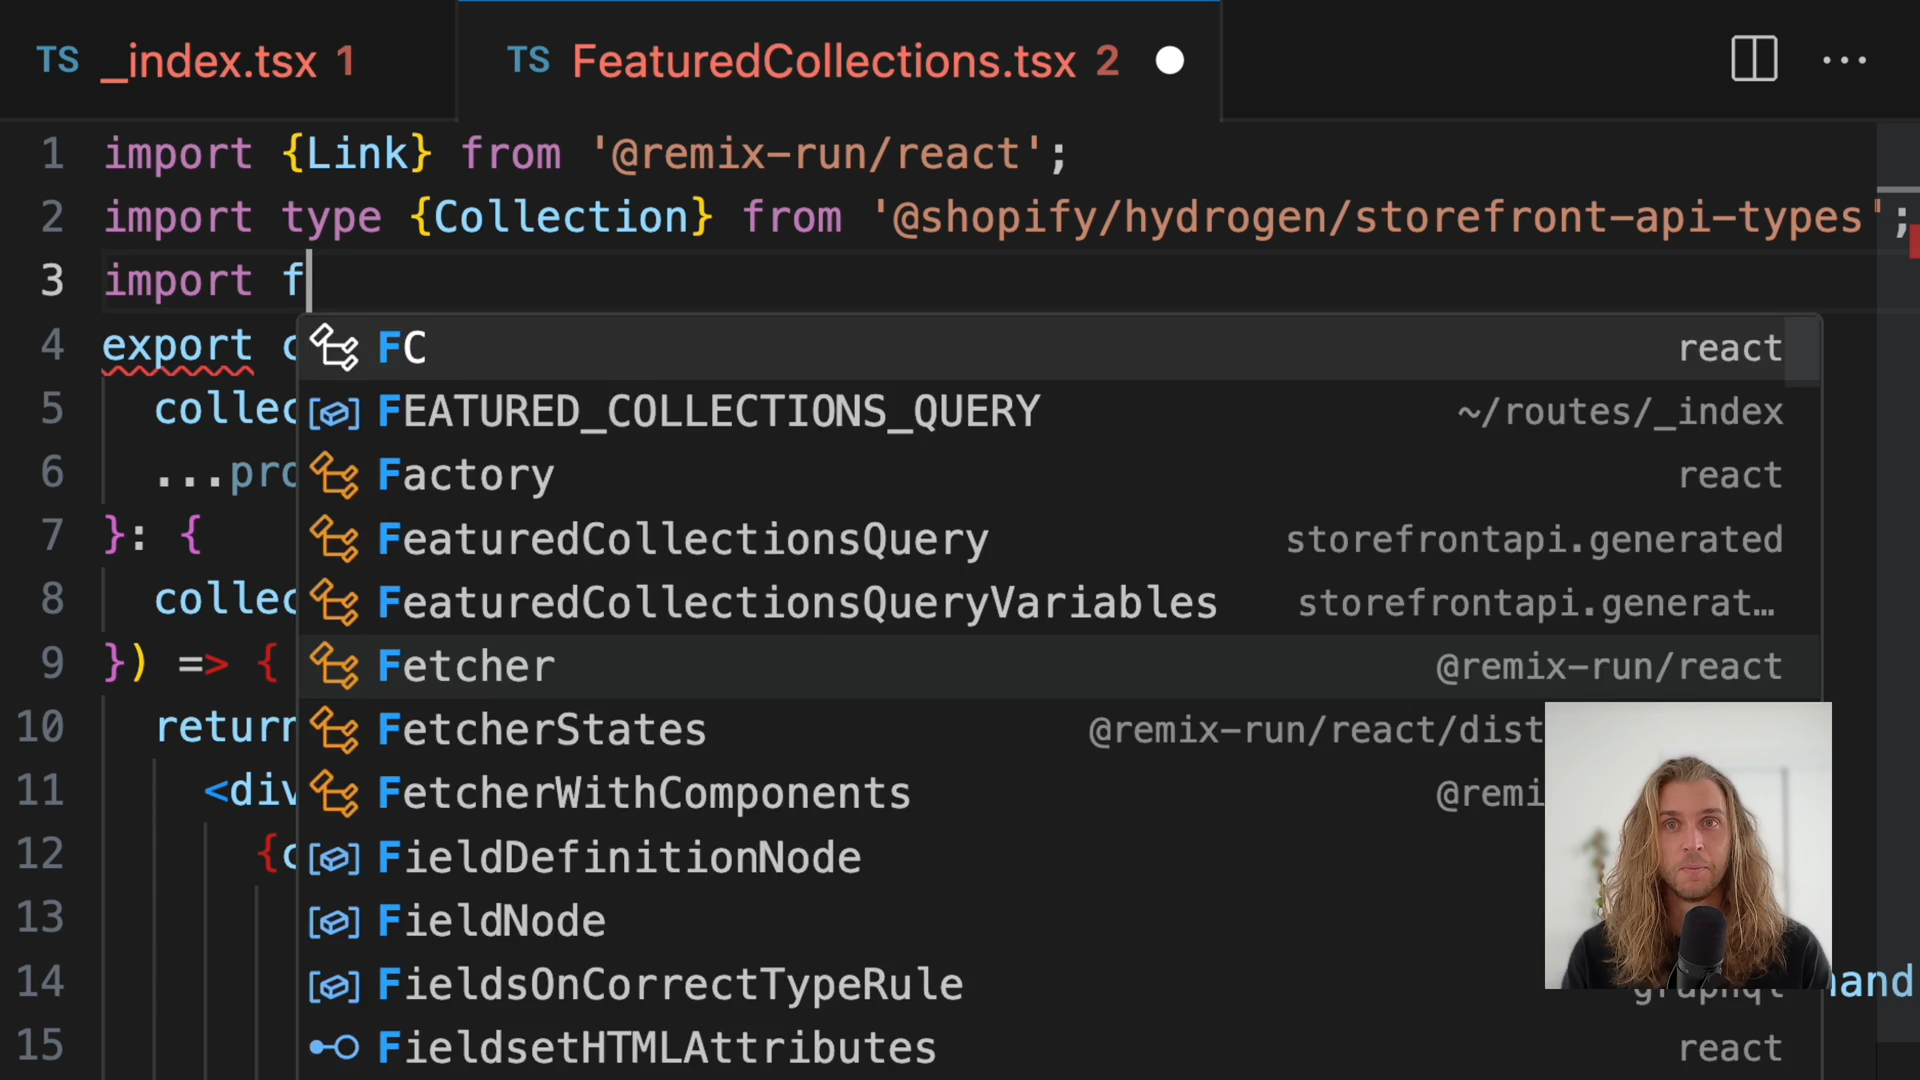 TS _index.tsx 1 TS FeaturedCollections.tsx 2
1 import {Link} from '@remix-run/react';
2 import type {Collection} from '@shopify/hydrogen/storefront-api-types';
3 import f
4 export c
FC react
5 collec
FEATURED_COLLECTIONS_QUERY ~/routes/_index
6 ...pro
Factory react
7 }: {
FeaturedCollectionsQuery storefrontapi.generated
8 collec
FeaturedCollectionsQueryVariables storefrontapi.generat…
9 }) => {
Fetcher @remix-run/react
10 return
FetcherStates @remix-run/react/dist
11 <div
FetcherWithComponents @remi
12 {c
FieldDefinitionNode
13
FieldNode
14
FieldsOnCorrectTypeRule graphql hand
15
FieldsetHTMLAttributes react